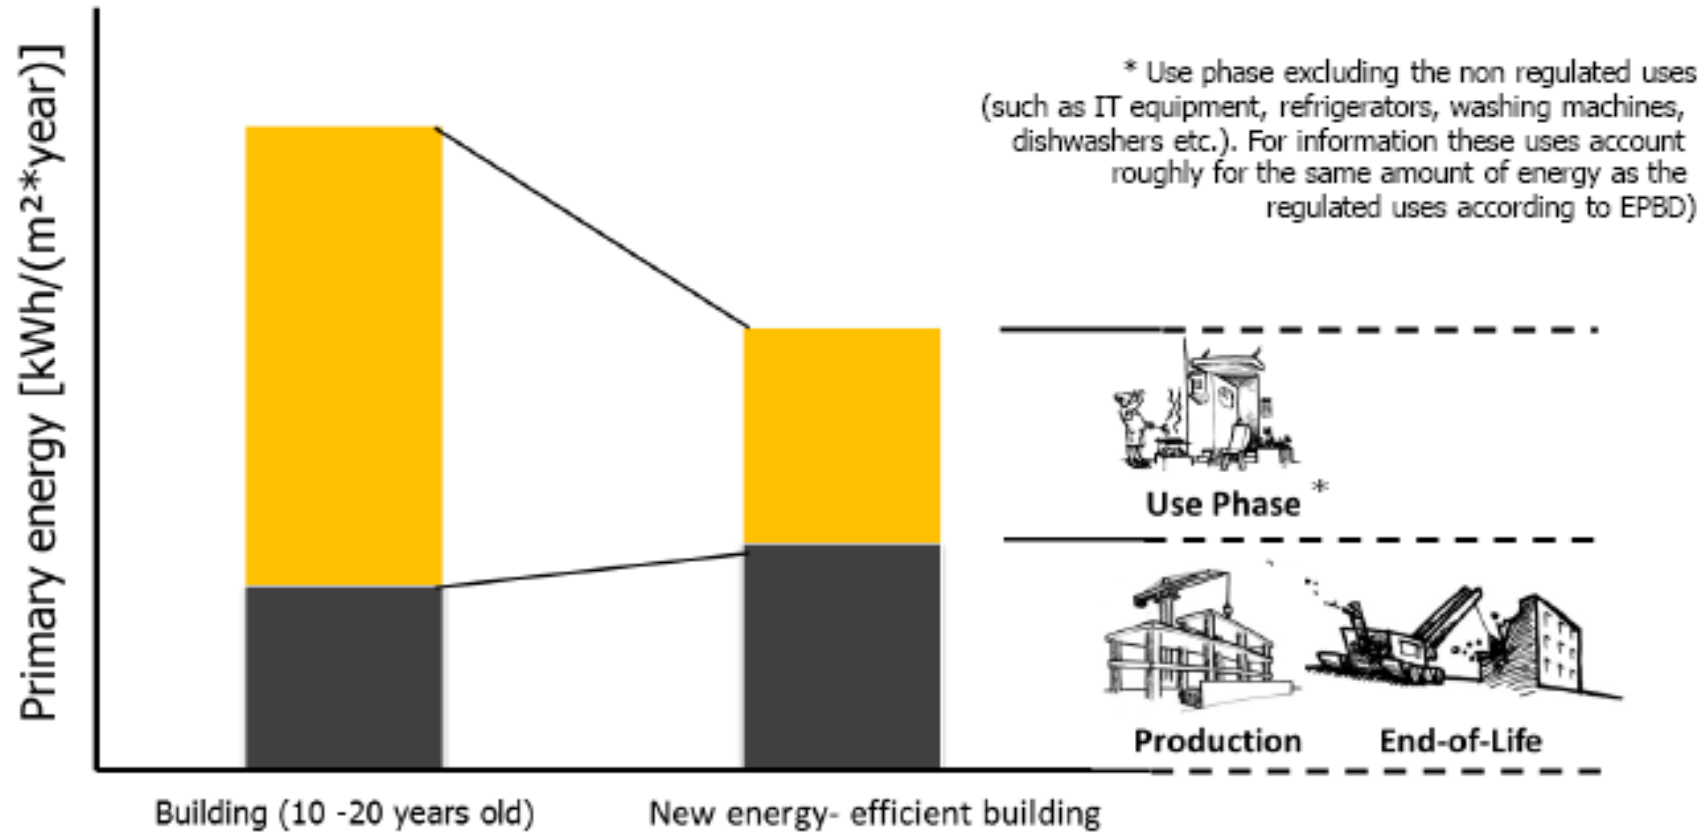 Primary energy [kWh/(m²*year)]
* Use phase excluding the non regulated uses
(such as IT equipment, refrigerators, washing machines,
dishwashers etc.). For information these uses account
roughly for the same amount of energy as the
regulated uses according to EPBD)
Use Phase *
Production End-of-Life
Building (10 -20 years old) New energy- efficient building